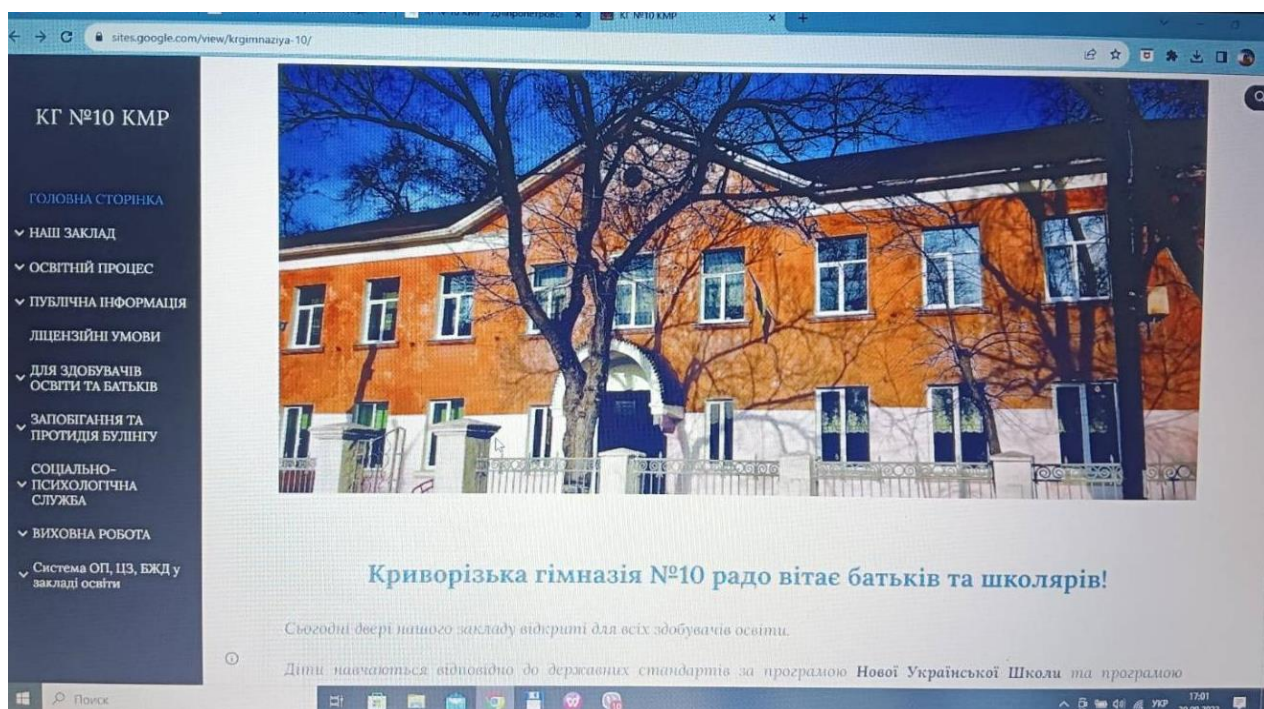 КГ №10 КМР
sites.google.com/view/krgimnaziya-10/
КГ №10 КМР
ГОЛОВНА СТОРІНКА
НАШ ЗАКЛАД
ОСВІТНІЙ ПРОЦЕС
ПУБЛІЧНА ІНФОРМАЦІЯ
ЛІЦЕНЗІЙНІ УМОВИ
ДЛЯ ЗДОБУВАЧІВ
ОСВІТИ ТА БАТЬКІВ
ЗАПОБІГАННЯ ТА
ПРОТИДІЯ БУЛІНГУ
СОЦІАЛЬНО-
ПСИХОЛОГІЧНА
СЛУЖБА
ВИХОВНА РОБОТА
Система ОП, ЦЗ, БЖД у
закладі освіти
Криворізька гімназія №10 радо вітає батьків та школярів!
Сьогодні двері нашого закладу відкриті для всіх здобувачів освіти.
Діти навчаються відповідно до державних стандартів за програмою Нової Української Школи та програмою
Поиск
УКР
17:01